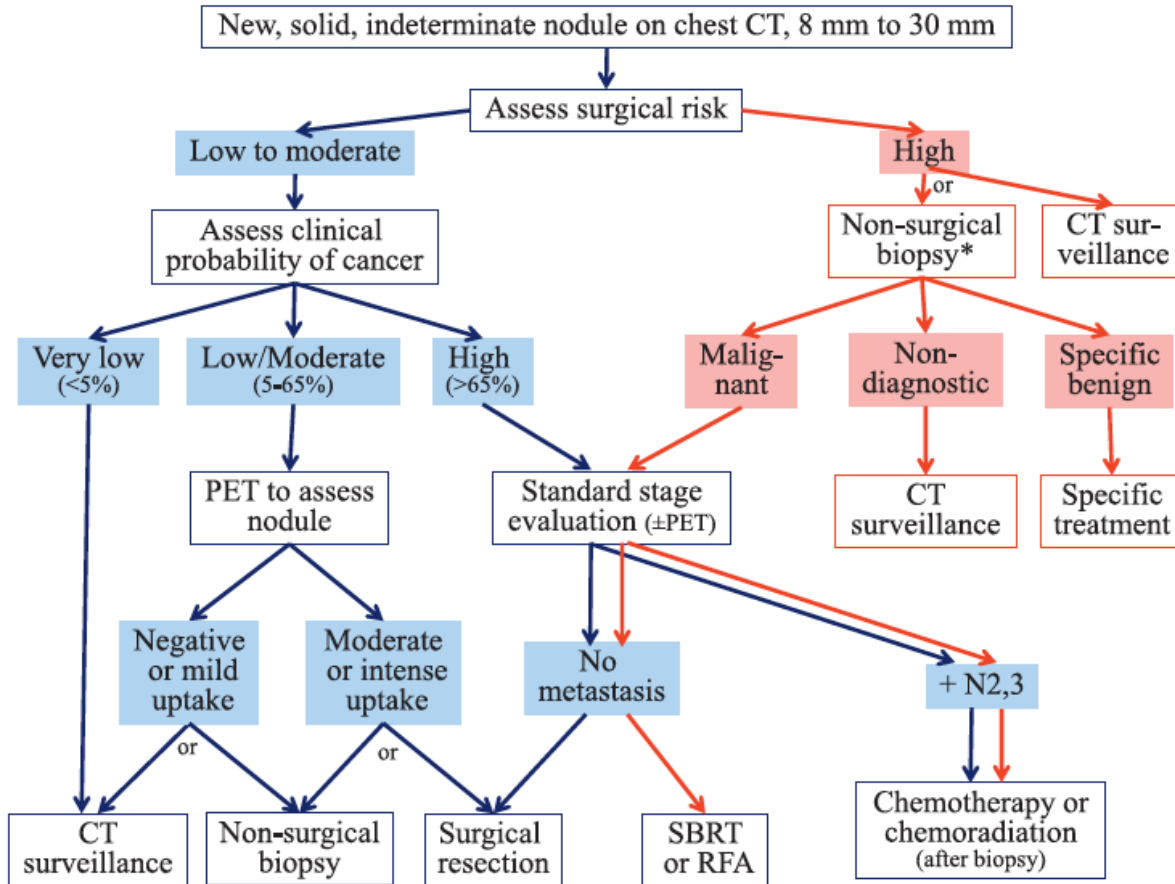 New, solid, indeterminate nodule on chest CT, 8 mm to 30 mm
Assess surgical risk
Low to moderate
High
or
Assess clinical
probability of cancer
Non-surgical
biopsy*
CT sur-
veillance
Very low
(<5%)
Low/Moderate
(5-65%)
High
(>65%)
Malig-
nant
Non-
diagnostic
Specific
benign
PET to assess
nodule
Standard stage
evaluation (±PET)
CT
surveillance
Specific
treatment
Negative
or mild
uptake
Moderate
or intense
uptake
No
metastasis
+ N2,3
or
or
CT
surveillance
Non-surgical
biopsy
Surgical
resection
SBRT
or RFA
Chemotherapy or
chemoradiation
(after biopsy)